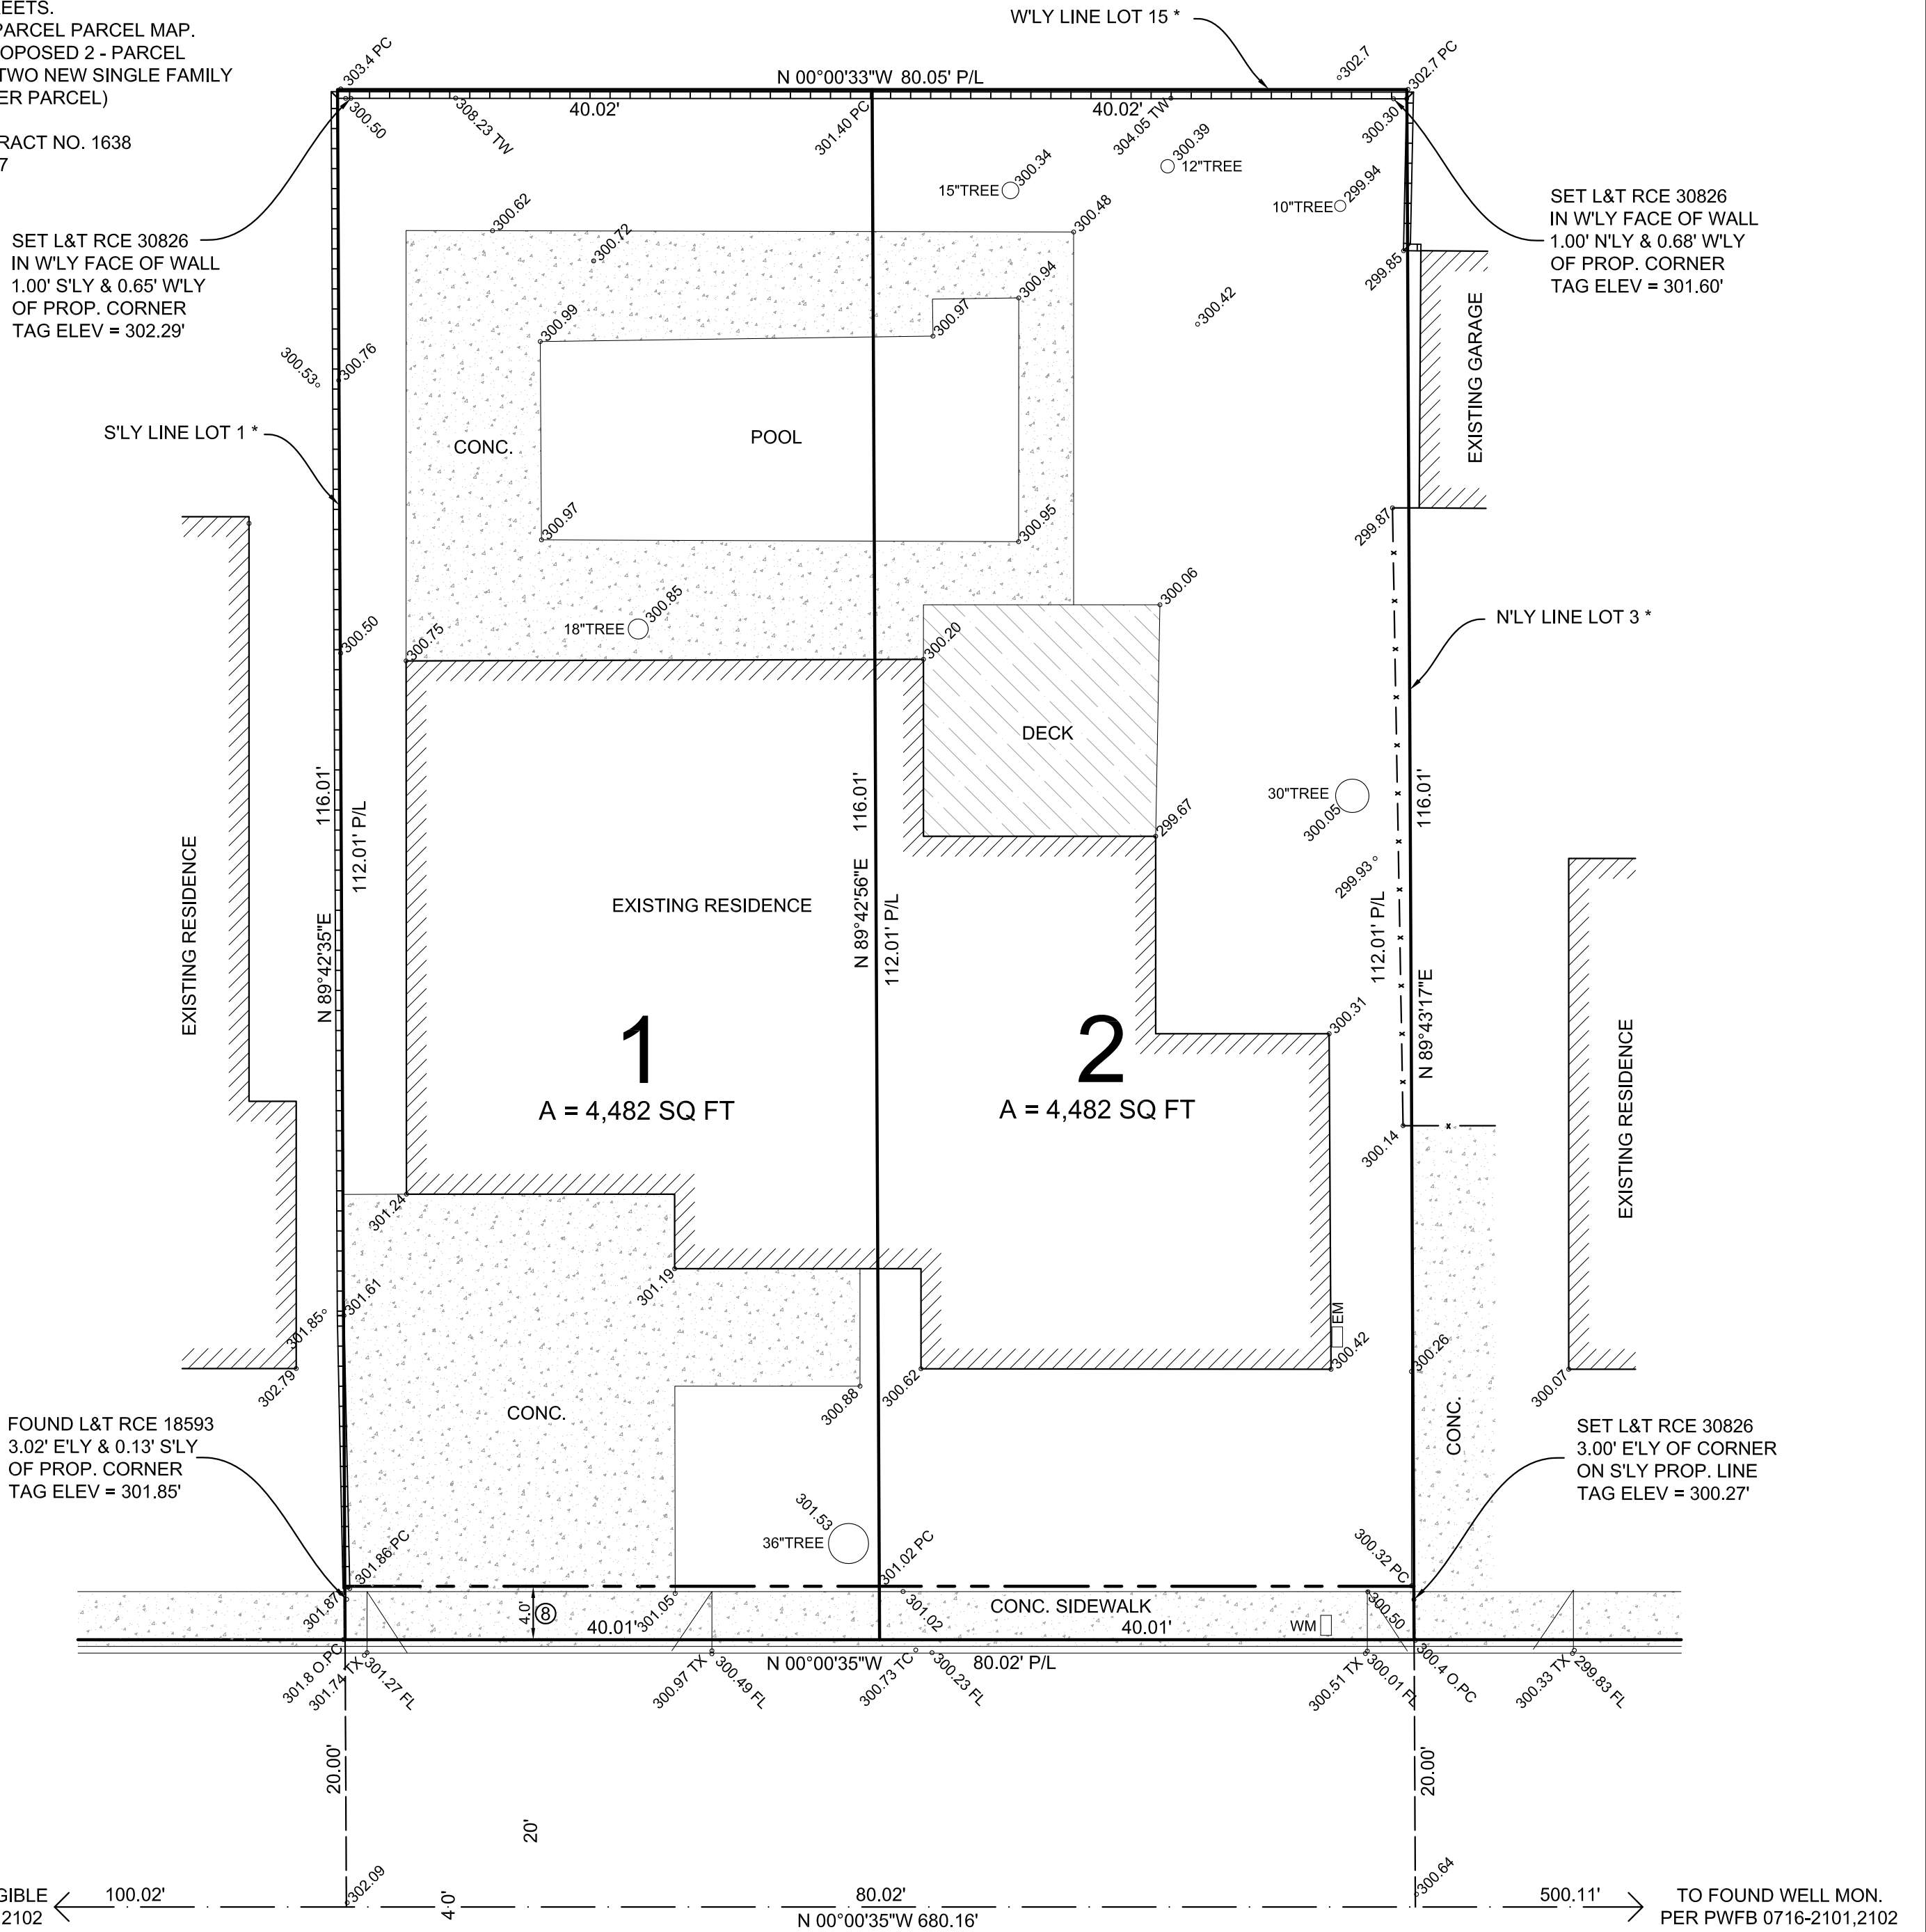 EETS.
PARCEL PARCEL MAP.
OPOSED 2 - PARCEL
TWO NEW SINGLE FAMILY
ER PARCEL)
RACT NO. 1638
7
W'LY LINE LOT 15 *
303.4 PC
N 00°00'33"W 80.05' P/L
302.7
302.7 PC
300.50
308.23 TW
40.02'
301.40 PC
40.02'
304.05 TW
300.30
300.39
12"TREE
15"TREE
300.34
10"TREE
299.94
SET L&T RCE 30826
IN W'LY FACE OF WALL
1.00' S'LY & 0.65' W'LY
OF PROP. CORNER
TAG ELEV = 302.29'
SET L&T RCE 30826
IN W'LY FACE OF WALL
1.00' N'LY & 0.68' W'LY
OF PROP. CORNER
TAG ELEV = 301.60'
300.62
300.72
300.48
299.85
300.94
300.97
300.99
300.42
EXISTING GARAGE
300.53
300.76
S'LY LINE LOT 1 *
CONC.
POOL
300.97
300.95
299.87
300.06
18"TREE
300.85
300.50
300.75
300.20
N'LY LINE LOT 3 *
DECK
116.01'
112.01' P/L
N 89°42'35"E
116.01'
N 89°42'56"E
112.01' P/L
30"TREE
300.05
299.67
299.93
116.01'
112.01' P/L
N 89°43'17"E
EXISTING RESIDENCE
EXISTING RESIDENCE
EXISTING RESIDENCE
1
A = 4,482 SQ FT
2
A = 4,482 SQ FT
300.31
300.14
301.24
301.19
301.61
301.85
302.79
EM
300.42
300.26
300.62
300.88
300.07
CONC.
CONC.
FOUND L&T RCE 18593
3.02' E'LY & 0.13' S'LY
OF PROP. CORNER
TAG ELEV = 301.85'
SET L&T RCE 30826
3.00' E'LY OF CORNER
ON S'LY PROP. LINE
TAG ELEV = 300.27'
301.53
36"TREE
301.86 PC
301.02 PC
300.32 PC
301.87
4.0'
8
40.01'
301.05
301.02
CONC. SIDEWALK
40.01'
WM
300.50
N 00°00'35"W
80.02' P/L
301.8 O.PC
301.74 TX
301.27 FL
300.97 TX
300.49 FL
300.73 TC
300.23 FL
300.51 TX
300.01 FL
300.4 O.PC
300.33 TX
299.83 FL
20.00'
20'
20.00'
302.09
4.0'
300.64
GIBLE
2102
100.02'
80.02'
N 00°00'35"W 680.16'
500.11'
TO FOUND WELL MON.
PER PWFB 0716-2101,2102